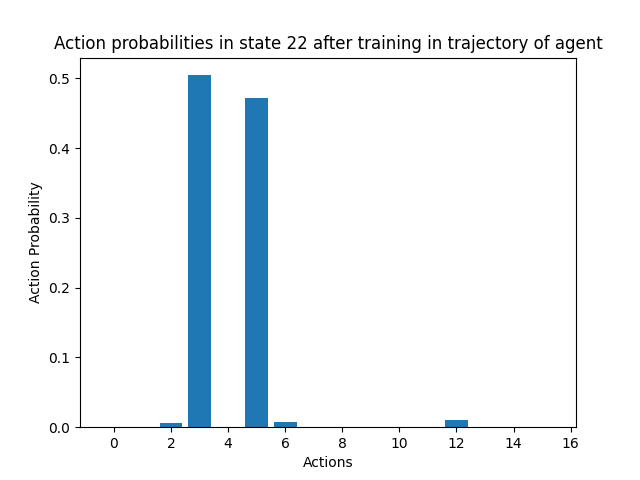 Action probabilities in state 22 after training in trajectory of agent
Action Probability
0.5
0.4
0.3
0.2
0.1
0.0
0 2 4 6 8 10 12 14 16
Actions